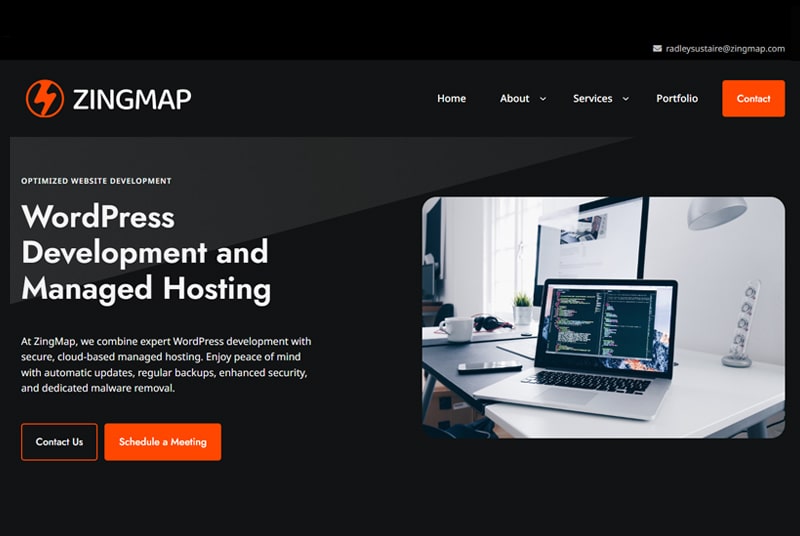 radleysustaire@zingmap.com
ZINGMAP
Home About Services Portfolio Contact
OPTIMIZED WEBSITE DEVELOPMENT
WordPress
Development and
Managed Hosting
At ZingMap, we combine expert WordPress development with
secure, cloud-based managed hosting. Enjoy peace of mind
with automatic updates, regular backups, enhanced security,
and dedicated malware removal.
Contact Us Schedule a Meeting